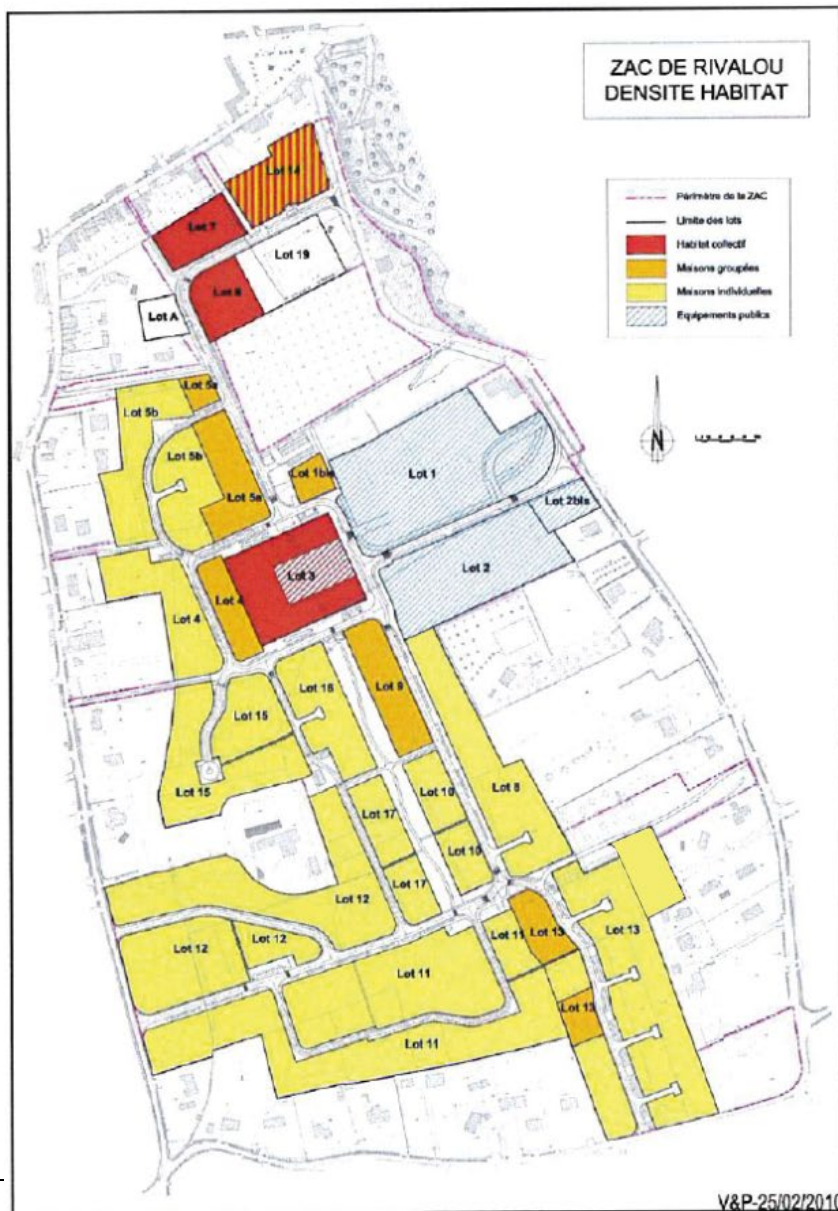 ZAC DE RIVALOU
DENSITE HABITAT
Périmètre de la ZAC
Limite des lots
Habitat collectif
Maisons groupées
Maisons individuelles
Equipements publics
Lot 14
Lot 7
Lot 19
Lot A
Lot 5a
Lot 5b
Lot 5b
Lot 5a
Lot 1bis
Lot 1
Lot 2bis
Lot 2
Lot 3
Lot 4
Lot 4
Lot 9
Lot 16
Lot 15
Lot 15
Lot 8
Lot 10
Lot 17
Lot 10
Lot 17
Lot 12
Lot 12
Lot 12
Lot 11
Lot 13
Lot 13
Lot 11
Lot 13
Lot 11
N
V&P-25/02/2010